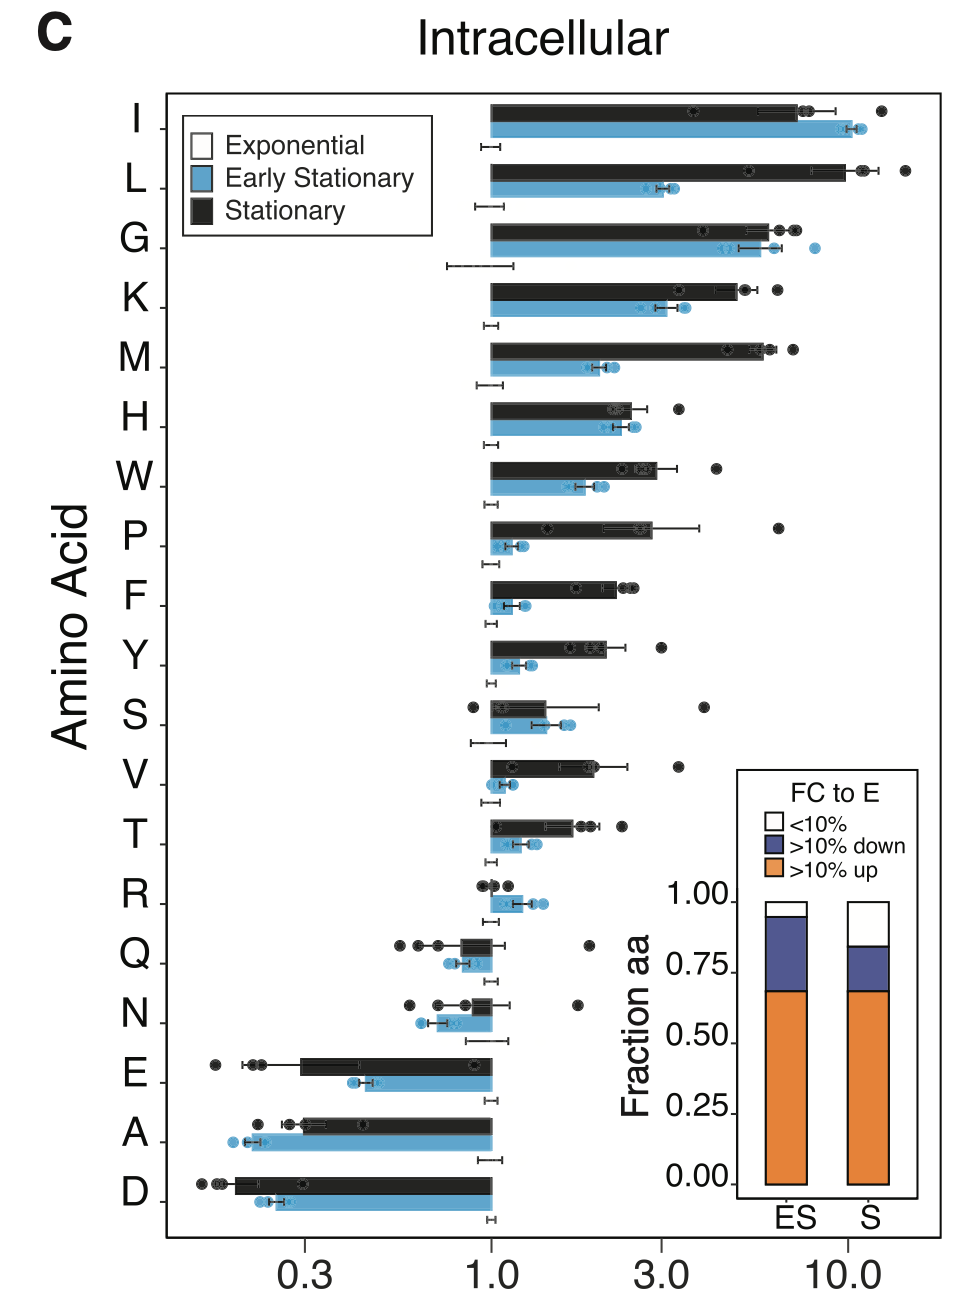 C
Intracellular
Exponential
Early Stationary
Stationary
Amino Acid
I
L
G
K
M
H
W
P
F
Y
S
V
T
R
Q
N
E
A
D
0.3 1.0 3.0 10.0
FC to E
<10%
>10% down
>10% up
Fraction aa
1.00
0.75
0.50
0.25
0.00
ES S